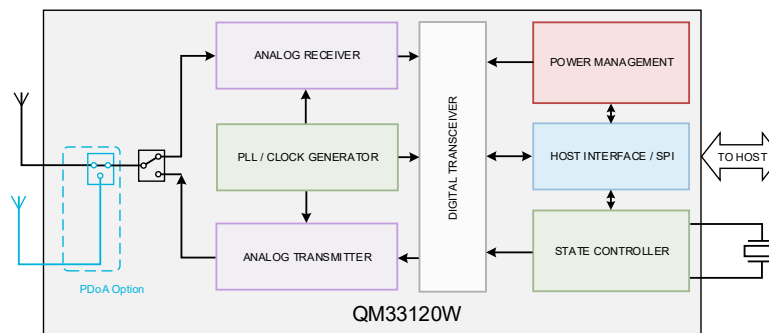 ANALOG RECEIVER
POWER MANAGEMENT
DIGITAL TRANSCEIVER
PLL / CLOCK GENERATOR
HOST INTERFACE / SPI
TO HOST
ANALOG TRANSMITTER
STATE CONTROLLER
PDoA Option
QM33120W